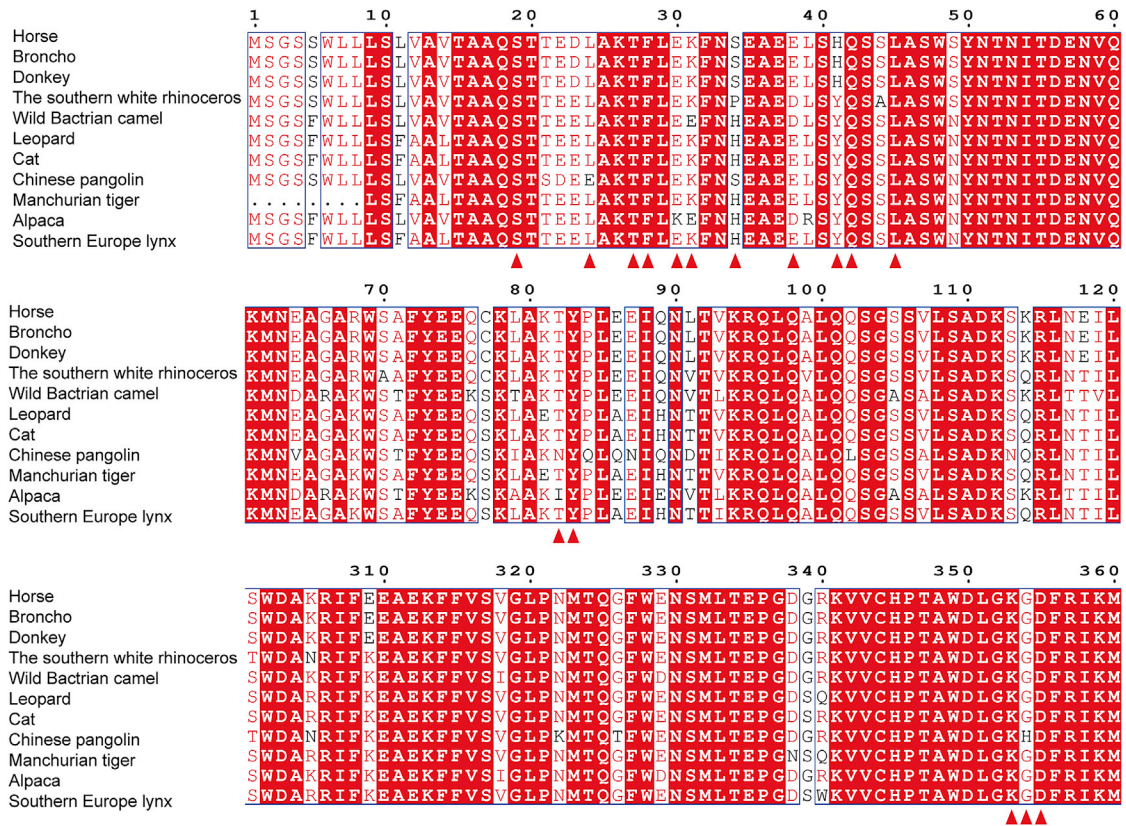 1 10 20 30 40 50 60
Horse MSGSSWLLLSLVAVTAAQSTTEDLAKTFLEKFNSEAEELSHQSSLASWSYNTNITDENVQ
Broncho MSGSSWLLLSLVAVTAAQSTTEDLAKTFLEKFNSEAEELSHQSSLASWSYNTNITDENVQ
Donkey MSGSSWLLLSLVAVTAAQSTTEDLAKTFLEKFNSEAEELSHQSSLASWSYNTNITDENVQ
The southern white rhinoceros MSGSSWLLLSLVAVTAAQSTTEELAKTFLEKFNPEAEDLSYQSALASWSYNTNITDENVQ
Wild Bactrian camel MSGSFWLLLSLVAVTAAQSTTEELAKTFLEEFNHEAEDLSYQSSLASWNYNTNITDENVQ
Leopard MSGSFWLLLSFAALTAAQSTTEELAKTFLEKFNHEAEELSYQSSLASWNYNTNITDENVQ
Cat MSGSFWLLLSFAALTAAQSTTEELAKTFLEKFNHEAEELSYQSSLASWNYNTNITDENVQ
Chinese pangolin MSGSSWLLLSLVAVTAAQSTSDEEAKTFLEKFNSEAEELSYQSSLASWNYNTNITDENVQ
Manchurian tiger ........LSFAALTAAQSTTEELAKTFLEKFNHEAEELSYQSSLASWNYNTNITDENVQ
Alpaca MSGSFWLLLSLVAVTAAQSTTEELAKTFLKEFNHEAEDRSYQSSLASWNYNTNITDENVQ
Southern Europe lynx MSGSFWLLLSFAALTAAQSTTEELAKTFLEKFNHEAEELSYQSSLASWNYNTNITDENVQ
70 80 90 100 110 120
Horse KMNEAGARWSAFYEEQCKLAKTYPLEEIQNLTVKRQLQALQQSGSSVLSADKSKRLNEIL
Broncho KMNEAGARWSAFYEEQCKLAKTYPLEEIQNLTVKRQLQALQQSGSSVLSADKSKRLNEIL
Donkey KMNEAGARWSAFYEEQCKLAKTYPLEEIQNLTVKRQLQALQQSGSSVLSADKSKRLNEIL
The southern white rhinoceros KMNEAGARWAAFYEEQCKLAKTYPLEEIQNVTVKRQLQVLQQSGSSVLSADKSQRLNTIL
Wild Bactrian camel KMNDARAKWSTFYEEKSKTAKTYPLEEIQNVTLKRQLQALQQSGASALSADKSKRLTTVL
Leopard KMNEAGAKWSAFYEEQSKLAETYPLAEIHNTTVKRQLQALQQSGSSVLSADKSQRLNTIL
Cat KMNEAGAKWSAFYEEQSKLAKTYPLAEIHNTTVKRQLQALQQSGSSVLSADKSQRLNTIL
Chinese pangolin KMNVAGAKWSTFYEEQSKIAKNYQLQNIQNDTIKRQLQALQLSGSSVLSADKNQRLNTIL
Manchurian tiger KMNEAGAKWSAFYEEQSKLAETYPLAEIHNTTVKRQLQALQQSGSSVLSADKSQRLNTIL
Alpaca KMNDARAKWSTFYEEKSKAAKIYPLEEIENVTLKRQLQALQQSGASALSADKSKRLTTIL
Southern Europe lynx KMNEAGAKWSAFYEEQSKLAKTYPLAEIHNTTVKRQLQALQQSGSSVLSADKSQRLNTIL
310 320 330 340 350 360
Horse SWDAKRIFEEAEKFFVSVGLPNMTQGFWENSMLTEPGDGRKVVCHPTAWDLGKGDFRIKM
Broncho SWDAKRIFEEAEKFFVSVGLPNMTQGFWENSMLTEPGDGRKVVCHPTAWDLGKGDFRIKM
Donkey SWDAKRIFEEAEKFFVSVGLPNMTQGFWENSMLTEPGDGRKVVCHPTAWDLGKGDFRIKM
The southern white rhinoceros TWDANRIFKEAEKFFVSVGLPNMTQGFWENSMLTEPGDGRKVVCHPTAWDLGKGDFRIKM
Wild Bactrian camel SWDAKRIFKEAEKFFVSIGLPNMTQGFWDNSMLTEPGDGRKVVCHPTAWDLGKGDFRIKM
Leopard SWDARRIFKEAEKFFVSVGLPNMTQGFWENSMLTEPGDSQKVVCHPTAWDLGKGDFRIKM
Cat SWDARRIFKEAEKFFVSVGLPNMTQGFWENSMLTEPGDSRKVVCHPTAWDLGKGDFRIKM
Chinese pangolin TWDANRIFKEAEKFFVSVGLPKMTQTFWENSMLTEPGDGRKVVCHPTAWDLGKHDFRIKM
Manchurian tiger SWDARRIFKEAEKFFVSVGLPNMTQGFWENSMLTEPGNSQKVVCHPTAWDLGKGDFRIKM
Alpaca SWDAKRIFKEAEKFFVSIGLPNMTQGFWDNSMLTEPGDGRKVVCHPTAWDLGKGDFRIKM
Southern Europe lynx SWDARRIFKEAEKFFVSVGLPNMTQGFWENSMLTEPGDSWKVVCHPTAWDLGKGDFRIKM